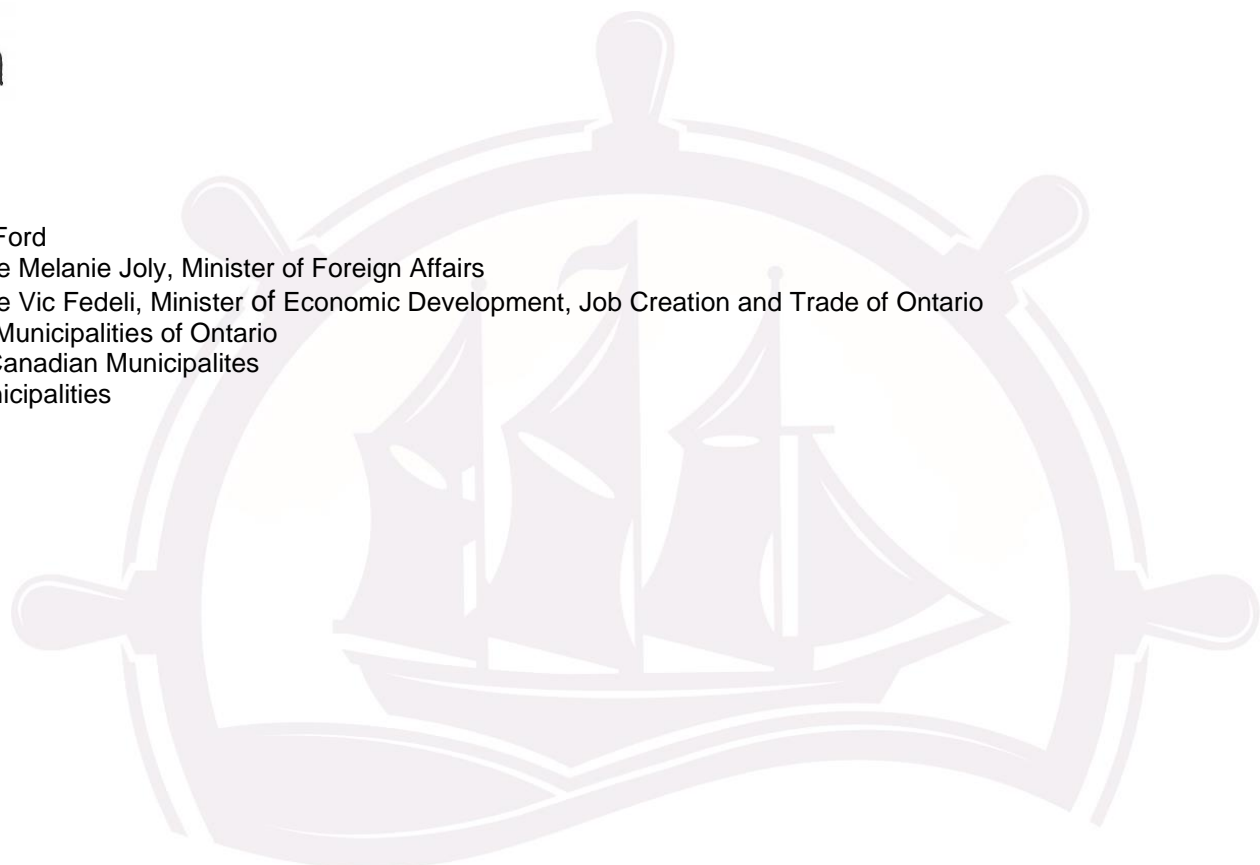 Ford
e Melanie Joly, Minister of Foreign Affairs
e Vic Fedeli, Minister of Economic Development, Job Creation and Trade of Ontario
Municipalities of Ontario
Canadian Municipalites
nicipalities